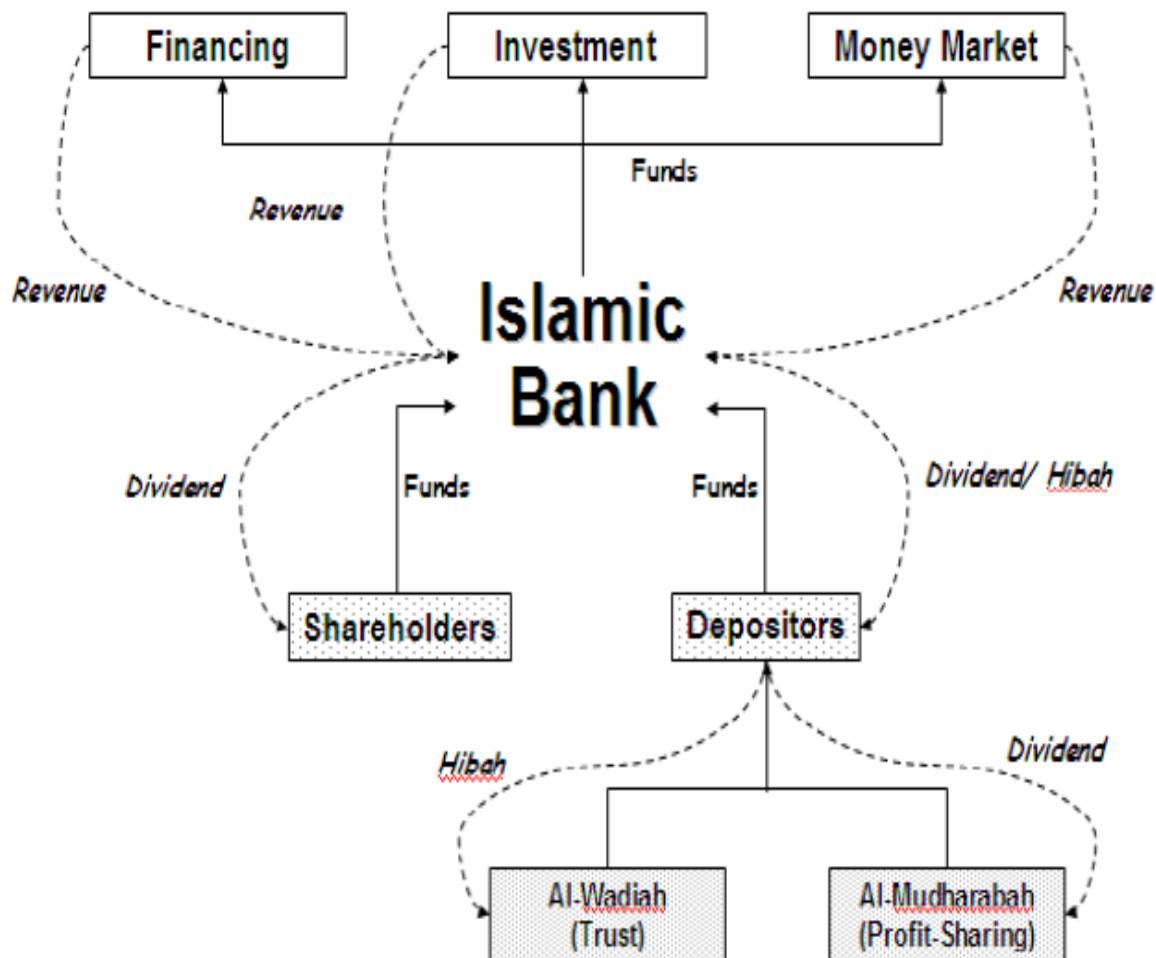 Financing
Investment
Money Market
Funds
Revenue
Revenue
Revenue
Islamic
Bank
Dividend
Funds
Funds
Dividend/ Hibah
Shareholders
Depositors
Hibah
Dividend
Al-Wadiah
(Trust)
Al-Mudharabah
(Profit-Sharing)